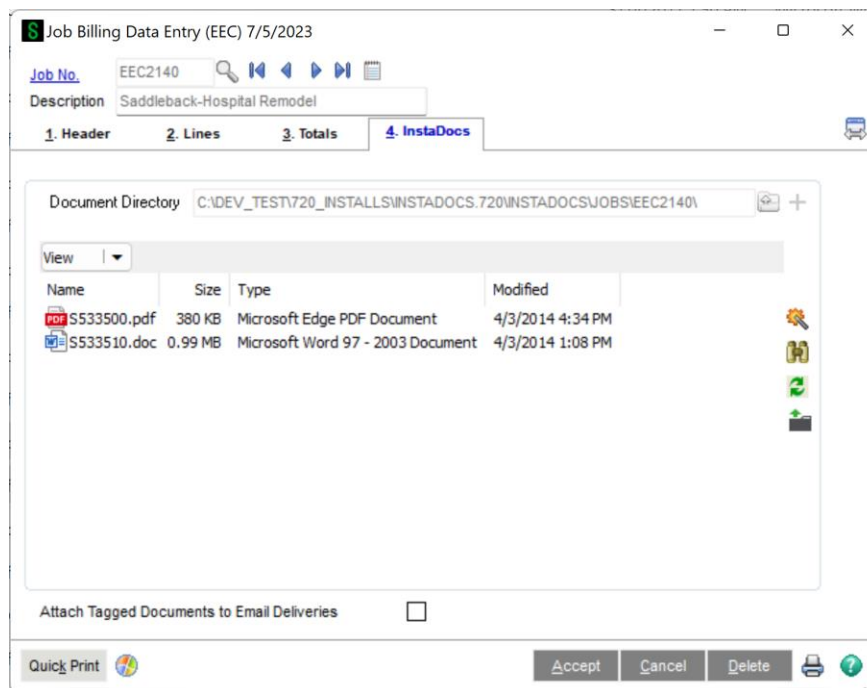 Job Billing Data Entry (EEC) 7/5/2023
Job No. EEC2140
Description Saddleback-Hospital Remodel
1. Header 2. Lines 3. Totals 4. InstaDocs
Document Directory C:\DEV_TEST\720_INSTALLS\INSTADOCS.720\INSTADOCS\JOBS\EEC2140\
View
Name Size Type Modified
PDF S533500.pdf 380 KB Microsoft Edge PDF Document 4/3/2014 4:34 PM
S533510.doc 0.99 MB Microsoft Word 97 - 2003 Document 4/3/2014 1:08 PM
Attach Tagged Documents to Email Deliveries
Quick Print Accept Cancel Delete